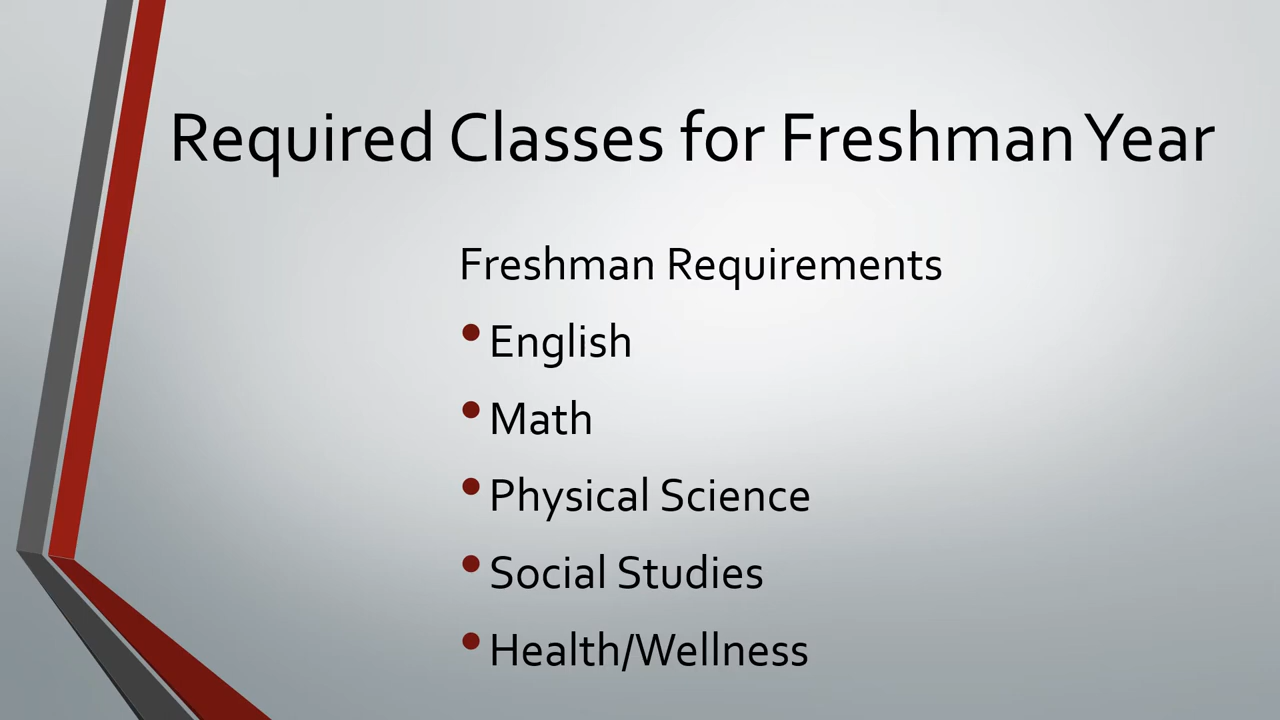 Required Classes for Freshman Year
Freshman Requirements
• English
• Math
• Physical Science
• Social Studies
• Health/Wellness